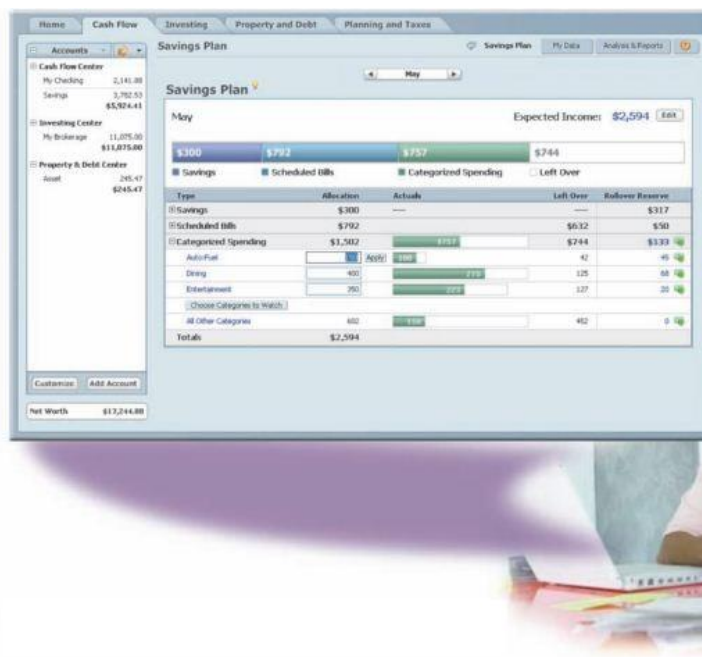 Home Cash Flow Investing Property and Debt Planning and Taxes
Savings Plan Savings Plan My Data Analysis & Reports
Accounts
Cash Flow Center
My Checking 2,141.88
Savings 3,782.53
$5,924.41
Investing Center
My Brokerage 11,075.00
$11,075.00
Property & Debt Center
Asset 245.47
$245.47
Customize Add Account
Net Worth $17,244.88
May
Savings Plan
May Expected Income: $2,594 Edit
$300 $792 $757 $744
Savings Scheduled Bills Categorized Spending Left Over
Type Allocation Actuals Left Over Rollover Reserve
Savings $300 --- --- $317
Scheduled Bills $792 $632 $50
Categorized Spending $1,502 $757 $744 $133
Auto:Fuel Apply 108 42 45
Dining 400 275 125 68
Entertainment 350 223 127 20
Choose Categories to Watch
All Other Categories 602 452 0
Totals $2,594